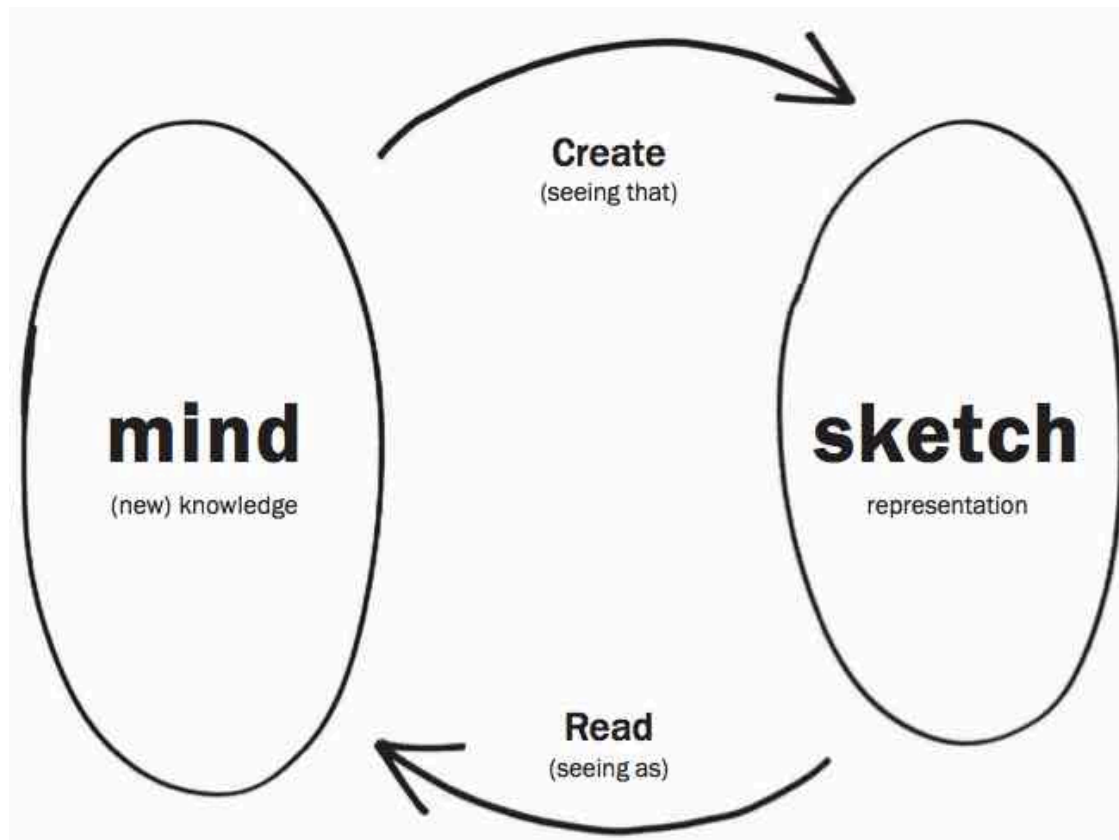 Create
(seeing that)
mind
(new) knowledge
sketch
representation
Read
(seeing as)